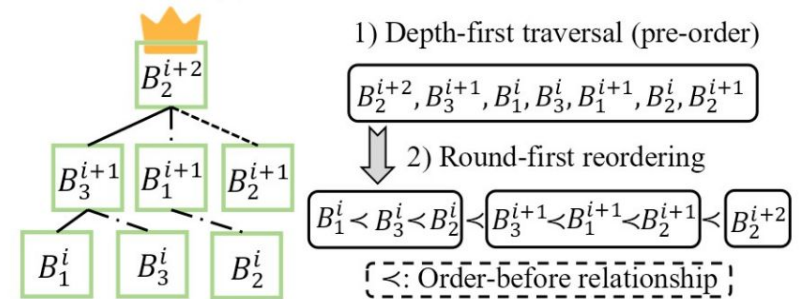 1) Depth-first traversal (pre-order)
B_2^{i+2}
B_2^{i+2}, B_3^{i+1}, B_1^i, B_3^i, B_1^{i+1}, B_2^i, B_2^{i+1}
2) Round-first reordering
B_3^{i+1} B_1^{i+1} B_2^{i+1}
B_1^i ≺ B_3^i ≺ B_2^i ≺ B_3^{i+1} ≺ B_1^{i+1} ≺ B_2^{i+1} ≺ B_2^{i+2}
B_1^i B_3^i B_2^i
≺: Order-before relationship